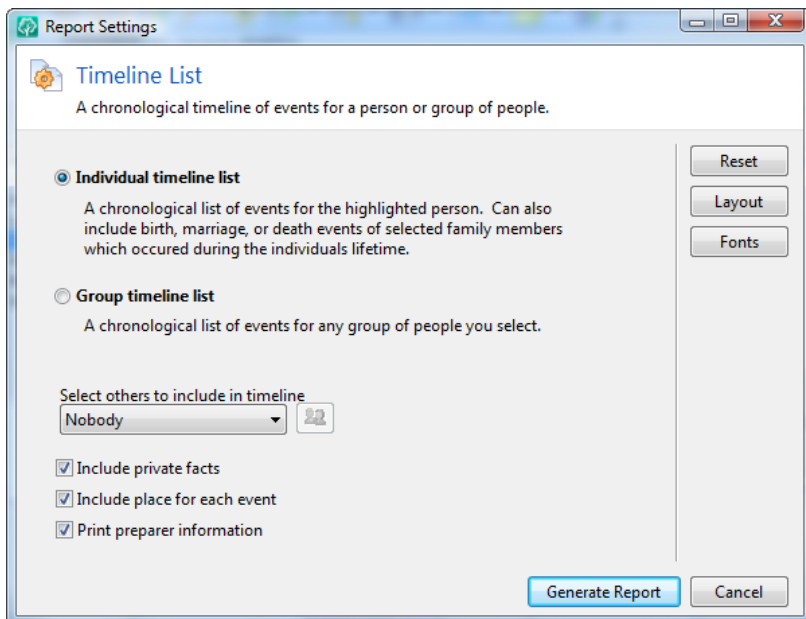 Report Settings
Timeline List
A chronological timeline of events for a person or group of people.
Individual timeline list
A chronological list of events for the highlighted person.  Can also
include birth, marriage, or death events of selected family members
which occured during the individuals lifetime.
Group timeline list
A chronological list of events for any group of people you select.
Select others to include in timeline
Nobody
Include private facts
Include place for each event
Print preparer information
Reset
Layout
Fonts
Generate Report
Cancel